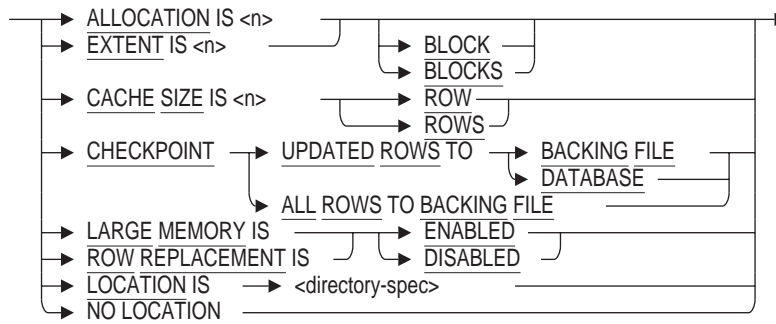 ALLOCATION IS <n>
EXTENT IS <n>
BLOCK
BLOCKS
CACHE SIZE IS <n>
ROW
ROWS
CHECKPOINT
UPDATED ROWS TO
BACKING FILE
DATABASE
ALL ROWS TO BACKING FILE
LARGE MEMORY IS
ROW REPLACEMENT IS
ENABLED
DISABLED
LOCATION IS
<directory-spec>
NO LOCATION